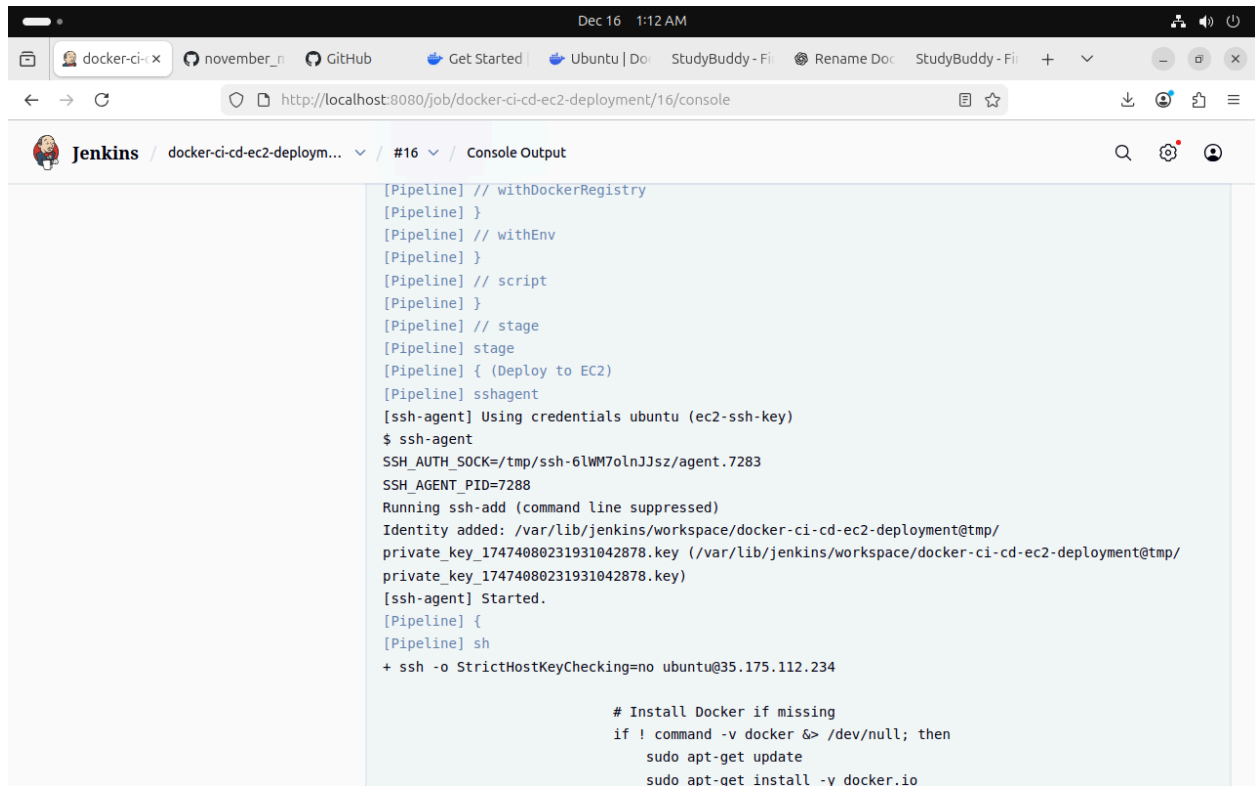 Dec 16 1:12 AM
docker-ci-c
november_n
GitHub
Get Started
Ubuntu | Doc
StudyBuddy - Fi
Rename Doc
StudyBuddy - Fi
http://localhost:8080/job/docker-ci-cd-ec2-deployment/16/console
Jenkins / docker-ci-cd-ec2-deploym... / #16 / Console Output
[Pipeline] // withDockerRegistry
[Pipeline] }
[Pipeline] // withEnv
[Pipeline] }
[Pipeline] // script
[Pipeline] }
[Pipeline] // stage
[Pipeline] stage
[Pipeline] { (Deploy to EC2)
[Pipeline] sshagent
[ssh-agent] Using credentials ubuntu (ec2-ssh-key)
$ ssh-agent
SSH_AUTH_SOCK=/tmp/ssh-6lWM7olnJJsz/agent.7283
SSH_AGENT_PID=7288
Running ssh-add (command line suppressed)
Identity added: /var/lib/jenkins/workspace/docker-ci-cd-ec2-deployment@tmp/
private_key_17474080231931042878.key (/var/lib/jenkins/workspace/docker-ci-cd-ec2-deployment@tmp/
private_key_17474080231931042878.key)
[ssh-agent] Started.
[Pipeline] {
[Pipeline] sh
+ ssh -o StrictHostKeyChecking=no ubuntu@35.175.112.234
# Install Docker if missing
if ! command -v docker &> /dev/null; then
sudo apt-get update
sudo apt-get install -y docker.io